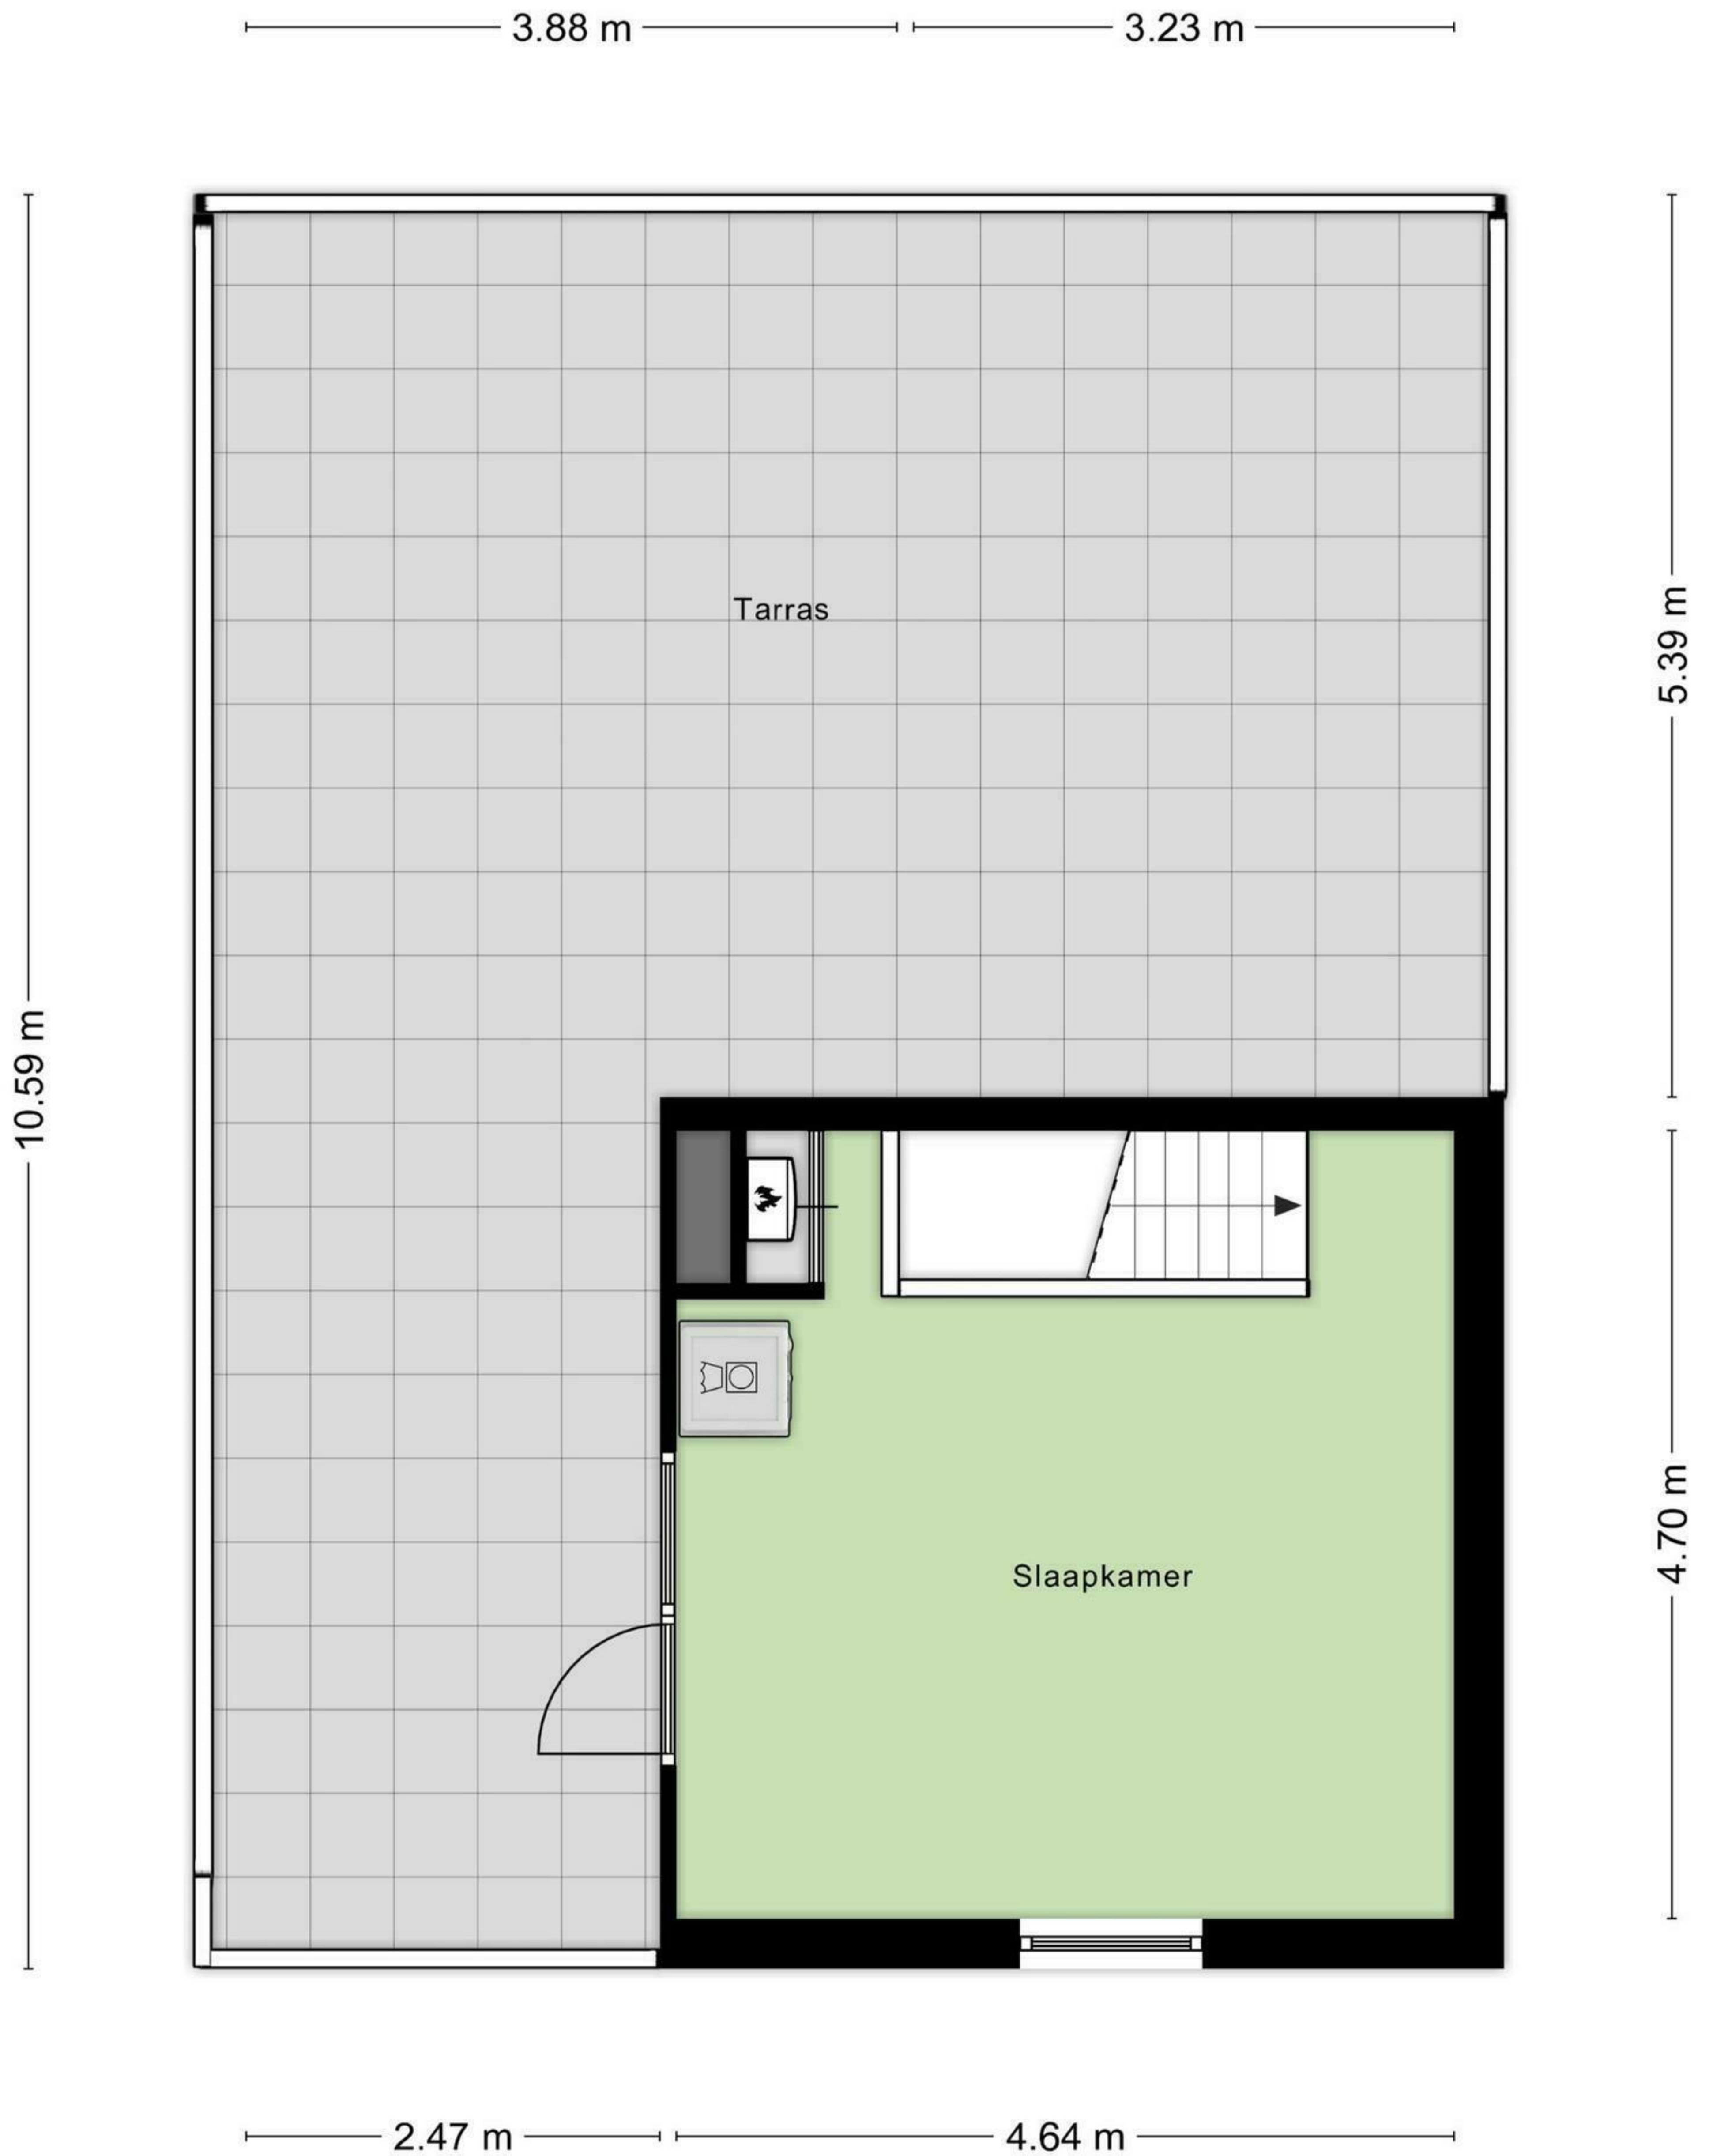 3.88 m
3.23 m
Tarras
5.39 m
10.59 m
4.70 m
Slaapkamer
2.47 m
4.64 m